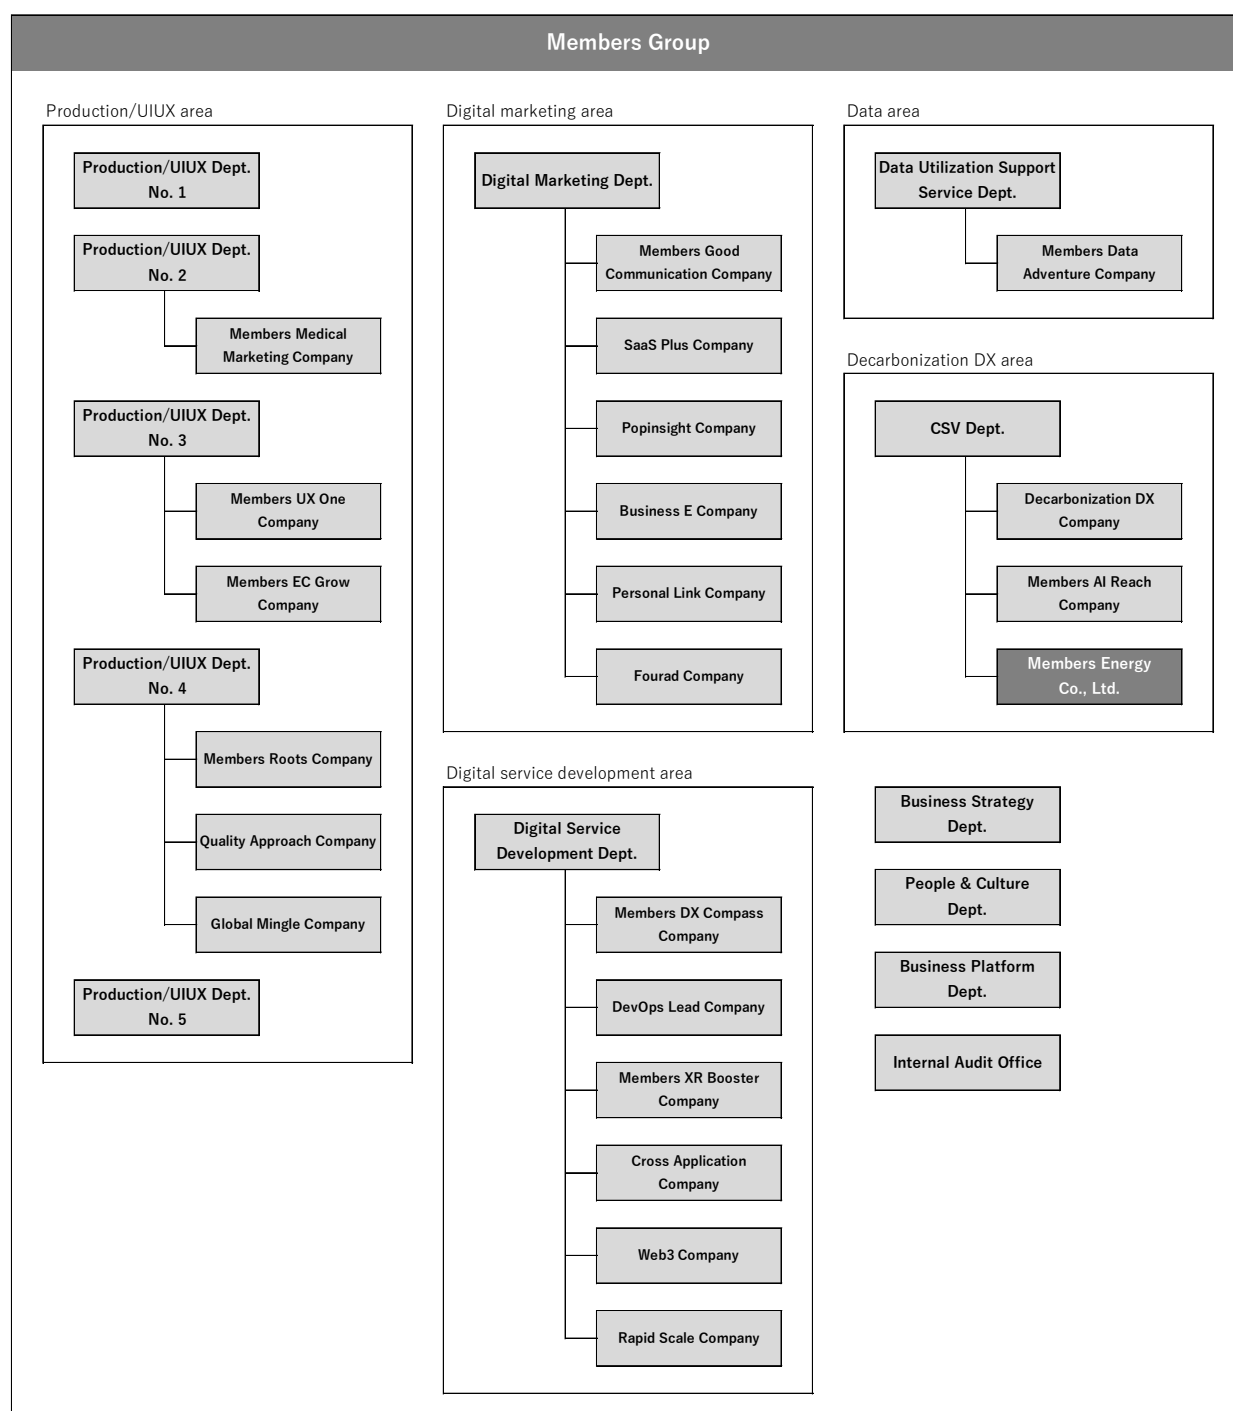 Members Group
Production/UIUX area
Production/UIUX Dept.
No. 1
Production/UIUX Dept.
No. 2
Members Medical
Marketing Company
Production/UIUX Dept.
No. 3
Members UX One
Company
Members EC Grow
Company
Production/UIUX Dept.
No. 4
Members Roots Company
Quality Approach Company
Global Mingle Company
Production/UIUX Dept.
No. 5
Digital marketing area
Digital Marketing Dept.
Members Good
Communication Company
SaaS Plus Company
Popinsight Company
Business E Company
Personal Link Company
Fourad Company
Digital service development area
Digital Service
Development Dept.
Members DX Compass
Company
DevOps Lead Company
Members XR Booster
Company
Cross Application
Company
Web3 Company
Rapid Scale Company
Data area
Data Utilization Support
Service Dept.
Members Data
Adventure Company
Decarbonization DX area
CSV Dept.
Decarbonization DX
Company
Members AI Reach
Company
Members Energy
Co., Ltd.
Business Strategy
Dept.
People & Culture
Dept.
Business Platform
Dept.
Internal Audit Office